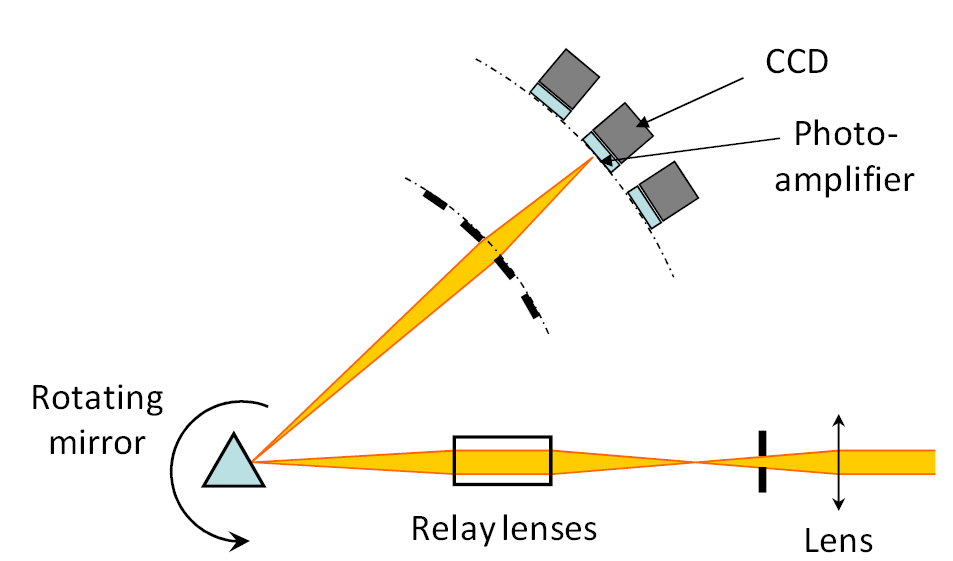 CCD
Photo-
amplifier
Rotating
mirror
Relay lenses
Lens